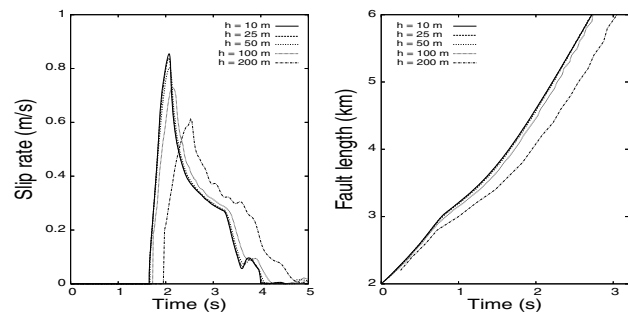 1
h = 10 m
h = 25 m
h = 50 m
h = 100 m
h = 200 m
0.8
0.6
0.4
0.2
0
Slip rate (m/s)
0 1 2 3 4 5
Time (s)
6
h = 10 m
h = 25 m
h = 50 m
h = 100 m
h = 200 m
5
4
3
2
Fault length (km)
0 1 2 3
Time (s)